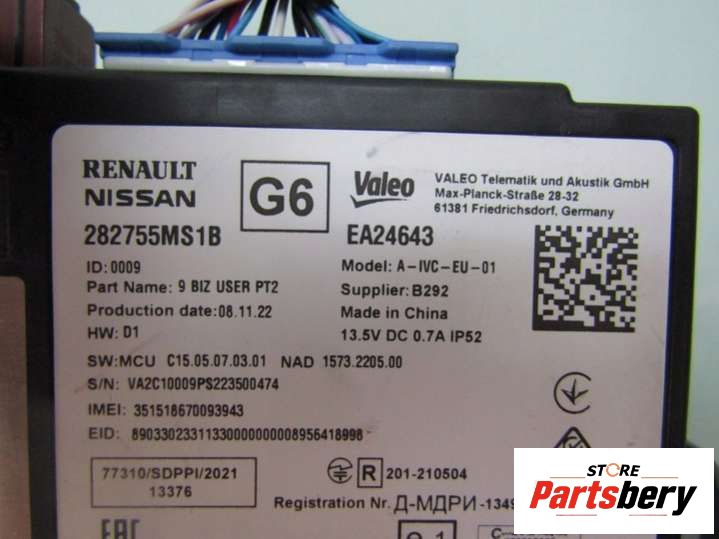 RENAULT
NISSAN
G6
Valeo
VALEO Telematik und Akustik GmbH
Max-Planck-Straße 28-32
61381 Friedrichsdorf, Germany
282755MS1B
EA24643
ID:0009
Model: A-IVC-EU-01
Part Name: 9 BIZ USER PT2
Supplier: B292
Production date:08.11.22
Made in China
HW: D1
13.5V DC 0.7A IP52
SW:MCU C15.05.07.03.01 NAD 1573.2205.00
S/N: VA2C10009PS223500474
IMEI: 351518670093943
EID: 89033023311330000000008956418998
77310/SDPPI/2021
13376
R 201-210504
Registration Nr. Д-МДРИ-1349
EAC
STORE
Partsbery